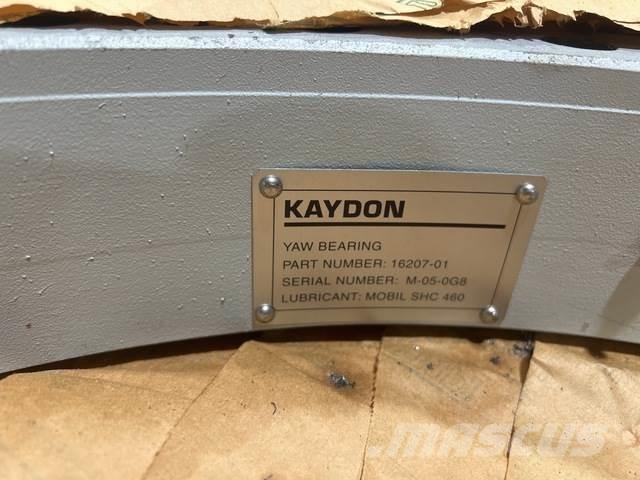 KAYDON
YAW BEARING
PART NUMBER: 16207-01
SERIAL NUMBER: M-05-0G8
LUBRICANT: MOBIL SHC 460
MASCUS